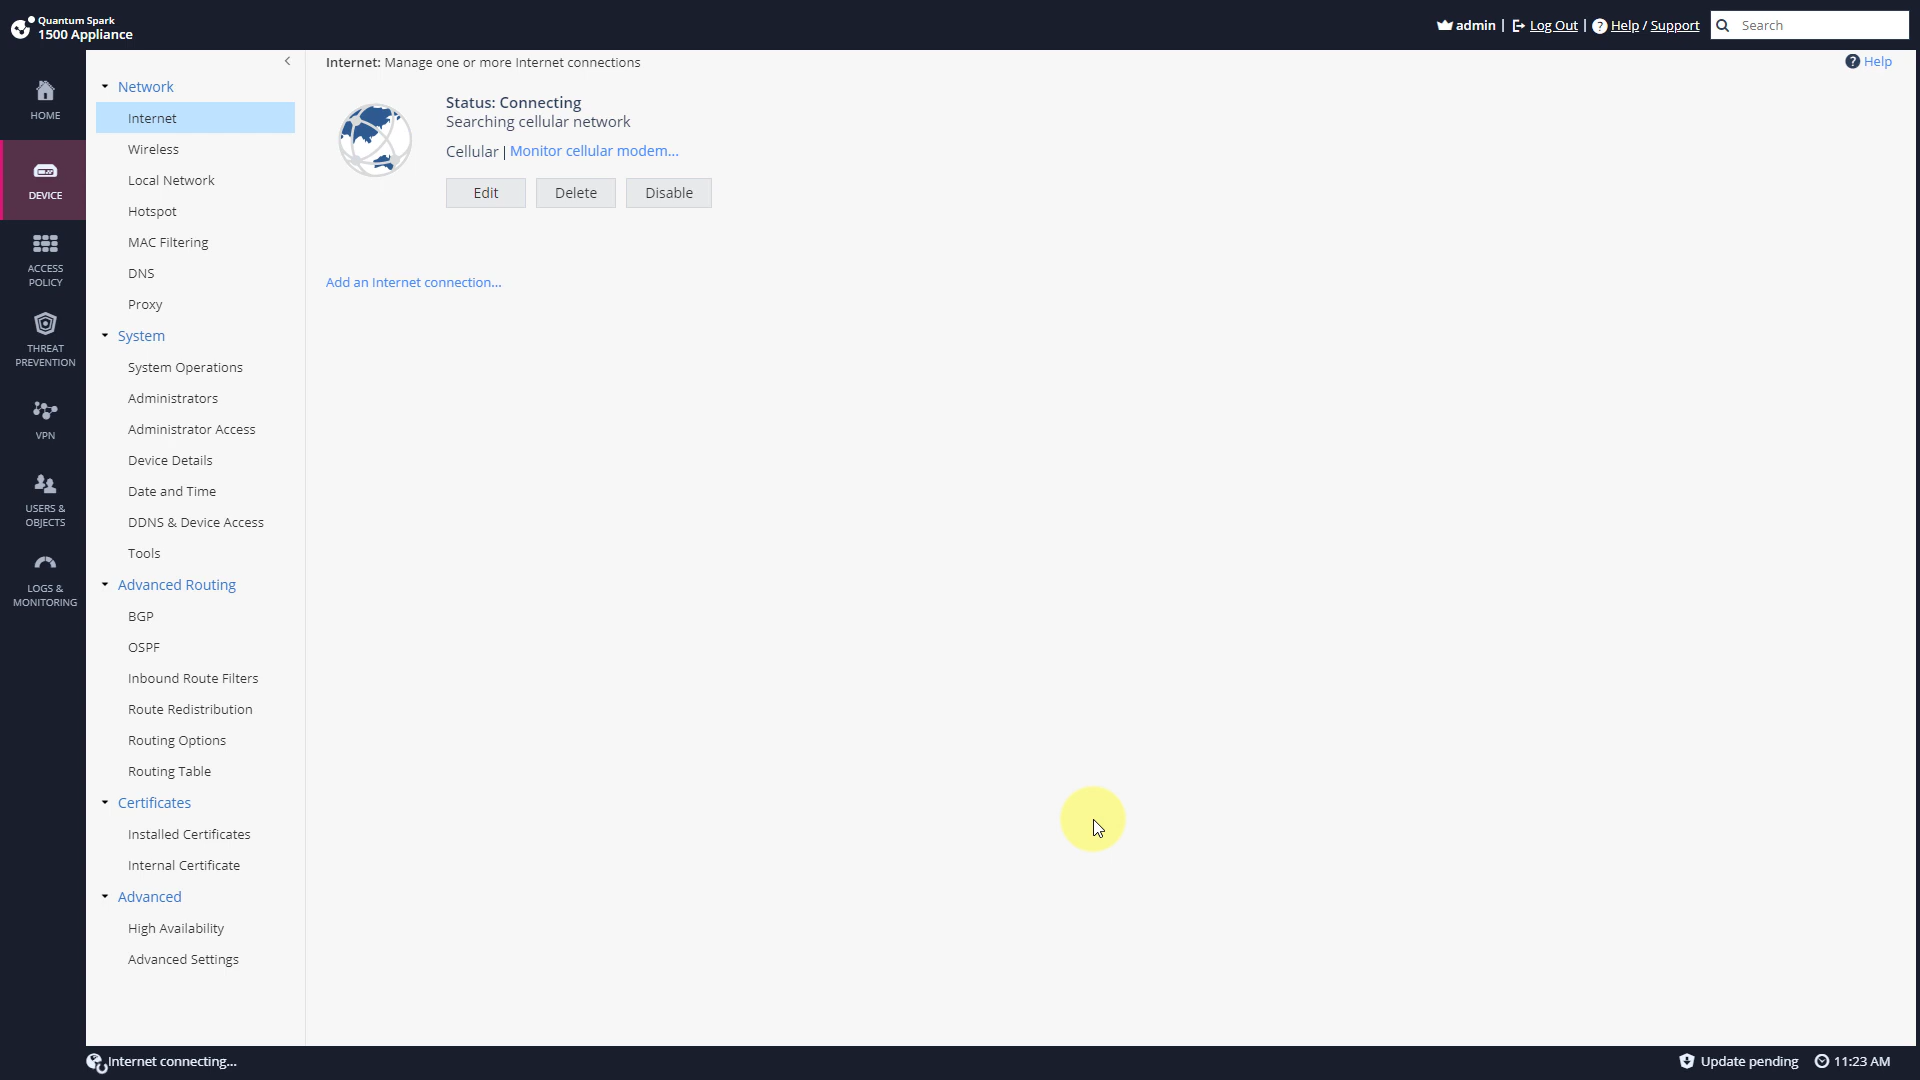 Quantum Spark
1500 Appliance
admin | Log Out | Help / Support
Search
HOME
DEVICE
ACCESS
POLICY
THREAT
PREVENTION
VPN
USERS &
OBJECTS
LOGS &
MONITORING
Network
Internet
Wireless
Local Network
Hotspot
MAC Filtering
DNS
Proxy
System
System Operations
Administrators
Administrator Access
Device Details
Date and Time
DDNS & Device Access
Tools
Advanced Routing
BGP
OSPF
Inbound Route Filters
Route Redistribution
Routing Options
Routing Table
Certificates
Installed Certificates
Internal Certificate
Advanced
High Availability
Advanced Settings
Internet: Manage one or more Internet connections
Help
Status: Connecting
Searching cellular network
Cellular | Monitor cellular modem...
Edit
Delete
Disable
Add an Internet connection...
Internet connecting...
Update pending
11:23 AM